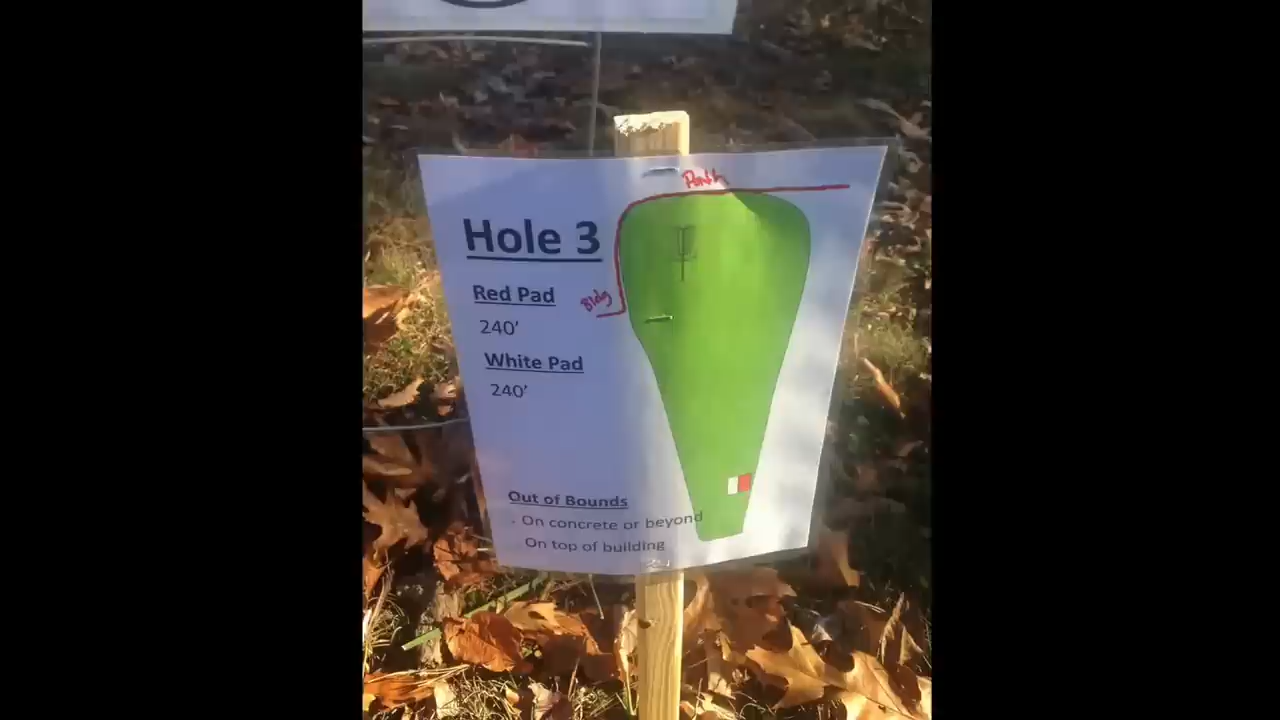 Hole 3
Red Pad
240'
White Pad
240'
Bldg
Out of Bounds
- On concrete or beyond
On top of building